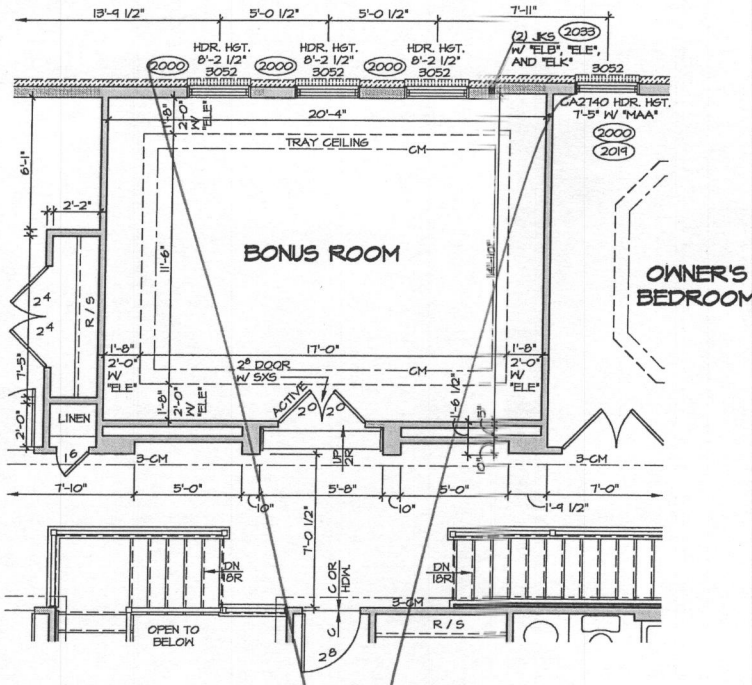 13'-4 1/2"
5'-0 1/2"
5'-0 1/2"
7'-11"
HDR. HGT.
8'-2 1/2"
3052
HDR. HGT.
8'-2 1/2"
3052
HDR. HGT.
8'-2 1/2"
3052
2000
2000
2000
(2) JKS
W/ "ELB", "ELE",
AND "ELK"
2033
3052
CA2740 HDR. HGT.
7'-5" W/ "MAA"
2000
2019
20'-4"
1'-8"
2'-0"
W/
"ELE"
TRAY CEILING
CM
6'-1"
2'-2"
BONUS ROOM
OWNER'S
BEDROOM
11'-6"
14'-10"
R / S
2⁴
2⁴
7'-5"
2'-0"
1'-8"
2'-0"
W/
"ELE"
17'-0"
1'-8"
2'-0"
W/
"ELE"
2⁸ DOOR
W/ SXS
CM
1'-8"
2'-0"
W/
"ELE"
ACTIVE
2⁰
2⁰
1'-6 1/2"
5"
LINEN
1⁶
UP
2R
10"
3-CM
3-CM
7'-10"
5'-0"
5'-8"
5'-0"
7'-0"
10"
10"
1'-9 1/2"
7'-0 1/2"
DN
18R
DN
18R
C OR
HDWL
3-CM
C
OPEN TO
BELOW
2⁸
R / S